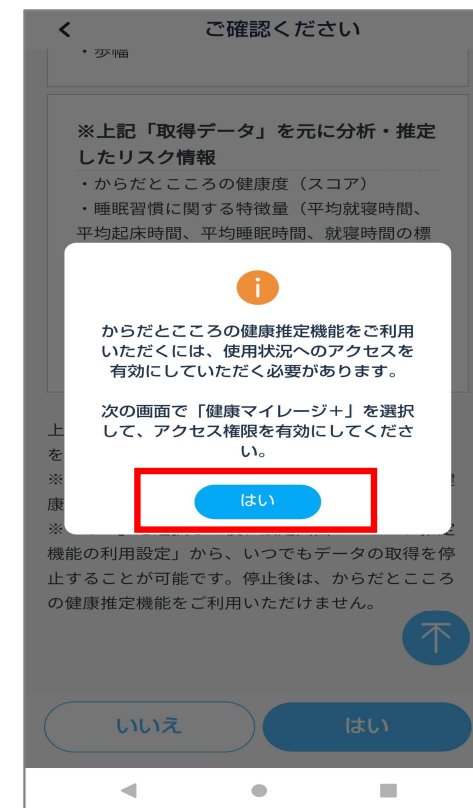 ご確認ください
・歩幅
※上記「取得データ」を元に分析・推定
したリスク情報
・からだとこころの健康度（スコア）
・睡眠習慣に関する特徴量（平均就寝時間、
平均起床時間、平均睡眠時間、就寝時間の標
からだとこころの健康推定機能をご利用
いただくには、使用状況へのアクセスを
有効にしていただく必要があります。
次の画面で「健康マイレージ+」を選択
して、アクセス権限を有効にしてくださ
い。
はい
上
を
※
康
※
機能の利用設定」から、いつでもデータの取得を停
止することが可能です。停止後は、からだとこころ
の健康推定機能をご利用いただけません。
いいえ
はい